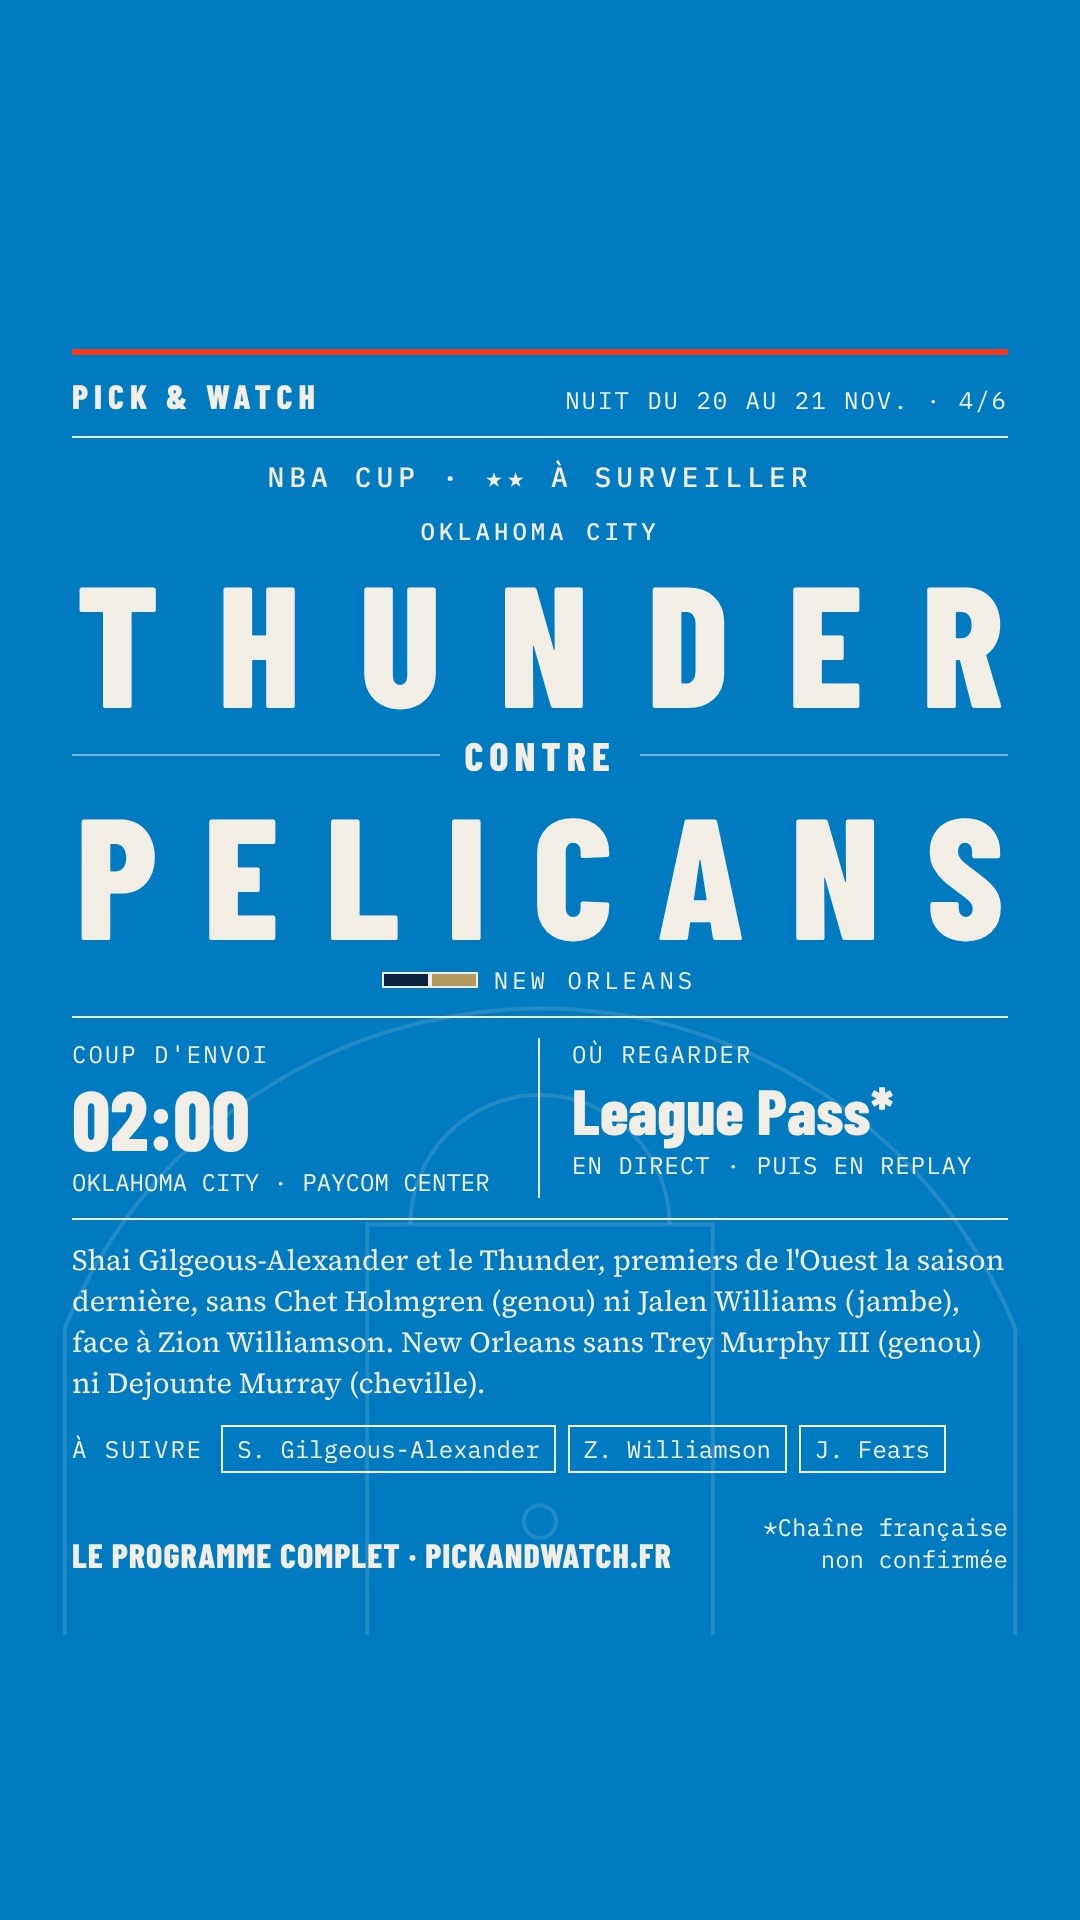 PICK & WATCH
NUIT DU 20 AU 21 NOV. · 4/6
NBA CUP · ★★ À SURVEILLER
OKLAHOMA CITY
THUNDER
CONTRE
PELICANS
NEW ORLEANS
COUP D'ENVOI
02:00
OKLAHOMA CITY · PAYCOM CENTER
OÙ REGARDER
League Pass*
EN DIRECT · PUIS EN REPLAY
Shai Gilgeous-Alexander et le Thunder, premiers de l'Ouest la saison
dernière, sans Chet Holmgren (genou) ni Jalen Williams (jambe),
face à Zion Williamson. New Orleans sans Trey Murphy III (genou)
ni Dejounte Murray (cheville).
À SUIVRE S. Gilgeous-Alexander Z. Williamson J. Fears
LE PROGRAMME COMPLET · PICKANDWATCH.FR
*Chaîne française
non confirmée